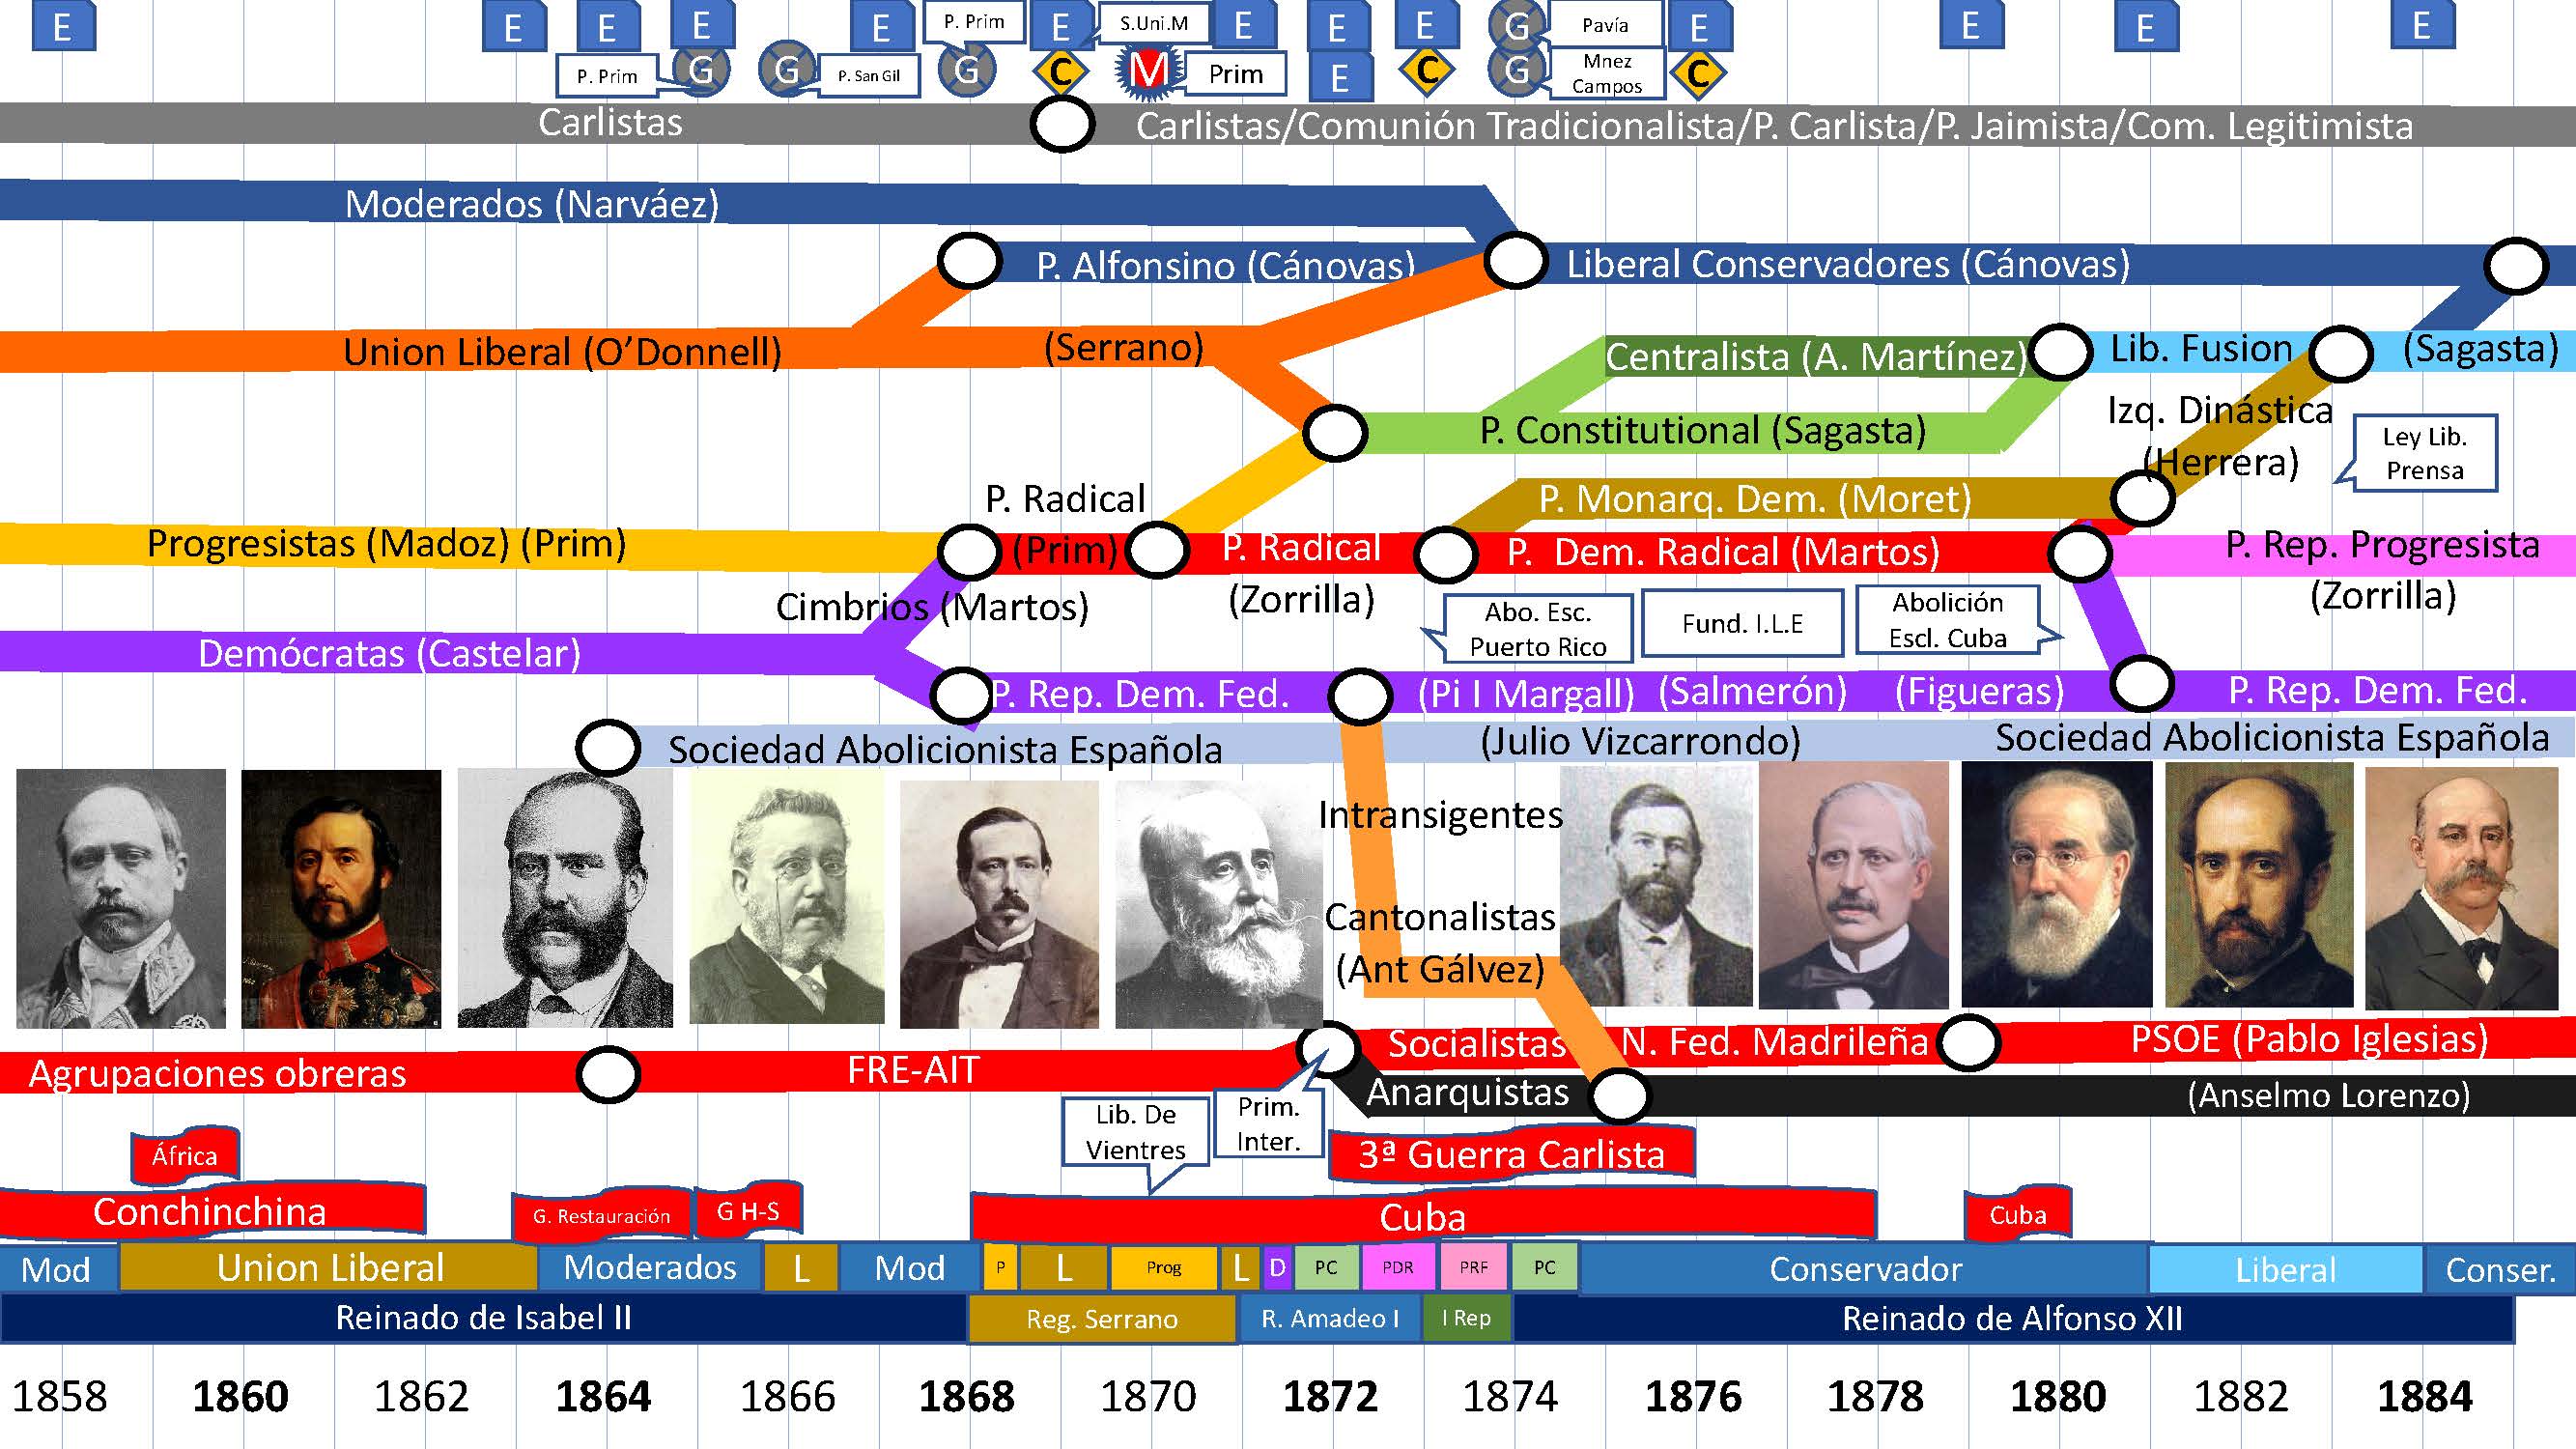 E
E
E
E
E
P. Prim
E
S.Uni.M
E
E
E
G
Pavía
E
E
E
E
P. Prim
G
G
P. San Gil
G
C
M
Prim
E
C
G
Mnez
Campos
C
Carlistas
Carlistas/Comunión Tradicionalista/P. Carlista/P. Jaimista/Com. Legitimista
Moderados (Narváez)
P. Alfonsino (Cánovas)
Liberal Conservadores (Cánovas)
Union Liberal (O’Donnell)
(Serrano)
Centralista (A. Martínez)
Lib. Fusion
(Sagasta)
P. Constitutional (Sagasta)
Izq. Dinástica
(Herrera)
Ley Lib.
Prensa
P. Radical
(Prim)
P. Monarq. Dem. (Moret)
Progresistas (Madoz) (Prim)
P. Radical
(Zorrilla)
P. Dem. Radical (Martos)
P. Rep. Progresista
(Zorrilla)
Cimbrios (Martos)
Abo. Esc.
Puerto Rico
Fund. I.L.E
Abolición
Escl. Cuba
Demócratas (Castelar)
P. Rep. Dem. Fed.
(Pi I Margall)
(Salmerón)
(Figueras)
P. Rep. Dem. Fed.
Sociedad Abolicionista Española
(Julio Vizcarrondo)
Sociedad Abolicionista Española
Intransigentes
Cantonalistas
(Ant Gálvez)
Agrupaciones obreras
FRE-AIT
Socialistas
N. Fed. Madrileña
PSOE (Pablo Iglesias)
Anarquistas
(Anselmo Lorenzo)
Lib. De
Vientres
Prim.
Inter.
África
3ª Guerra Carlista
Conchinchina
G. Restauración
G H-S
Cuba
Cuba
Mod
Union Liberal
Moderados
L
Mod
P
L
Prog
L
D
PC
PDR
PRF
PC
Conservador
Liberal
Conser.
Reinado de Isabel II
Reg. Serrano
R. Amadeo I
I Rep
Reinado de Alfonso XII
1858
1860
1862
1864
1866
1868
1870
1872
1874
1876
1878
1880
1882
1884